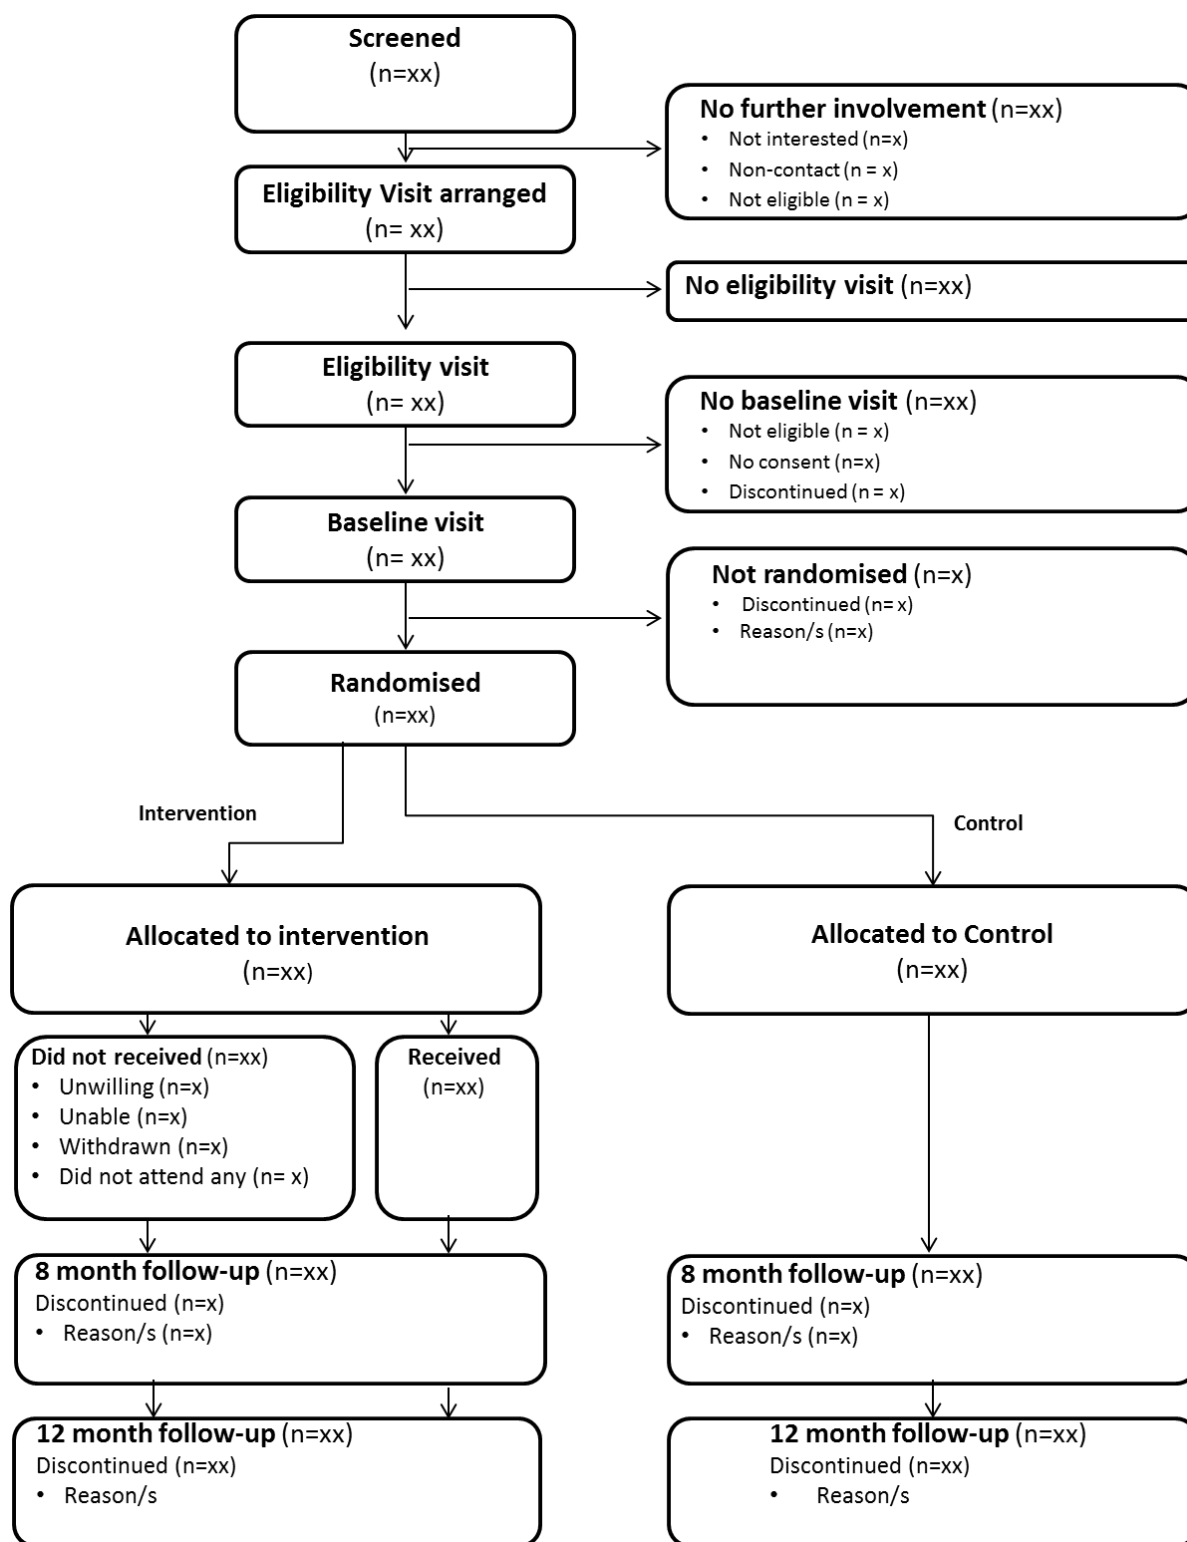 Screened
(n=xx)
No further involvement (n=xx)
• Not interested (n=x)
• Non-contact (n = x)
• Not eligible (n = x)
Eligibility Visit arranged
(n= xx)
No eligibility visit (n=xx)
Eligibility visit
(n= xx)
No baseline visit (n=xx)
• Not eligible (n = x)
• No consent (n=x)
• Discontinued (n = x)
Baseline visit
(n= xx)
Not randomised (n=x)
• Discontinued (n= x)
• Reason/s (n=x)
Randomised
(n=xx)
Intervention
Control
Allocated to intervention
(n=xx)
Allocated to Control
(n=xx)
Did not received (n=xx)
• Unwilling (n=x)
• Unable (n=x)
• Withdrawn (n=x)
• Did not attend any (n= x)
Received
(n=xx)
8 month follow-up (n=xx)
Discontinued (n=x)
• Reason/s (n=x)
8 month follow-up (n=xx)
Discontinued (n=x)
• Reason/s (n=x)
12 month follow-up (n=xx)
Discontinued (n=xx)
• Reason/s
12 month follow-up (n=xx)
Discontinued (n=xx)
• Reason/s